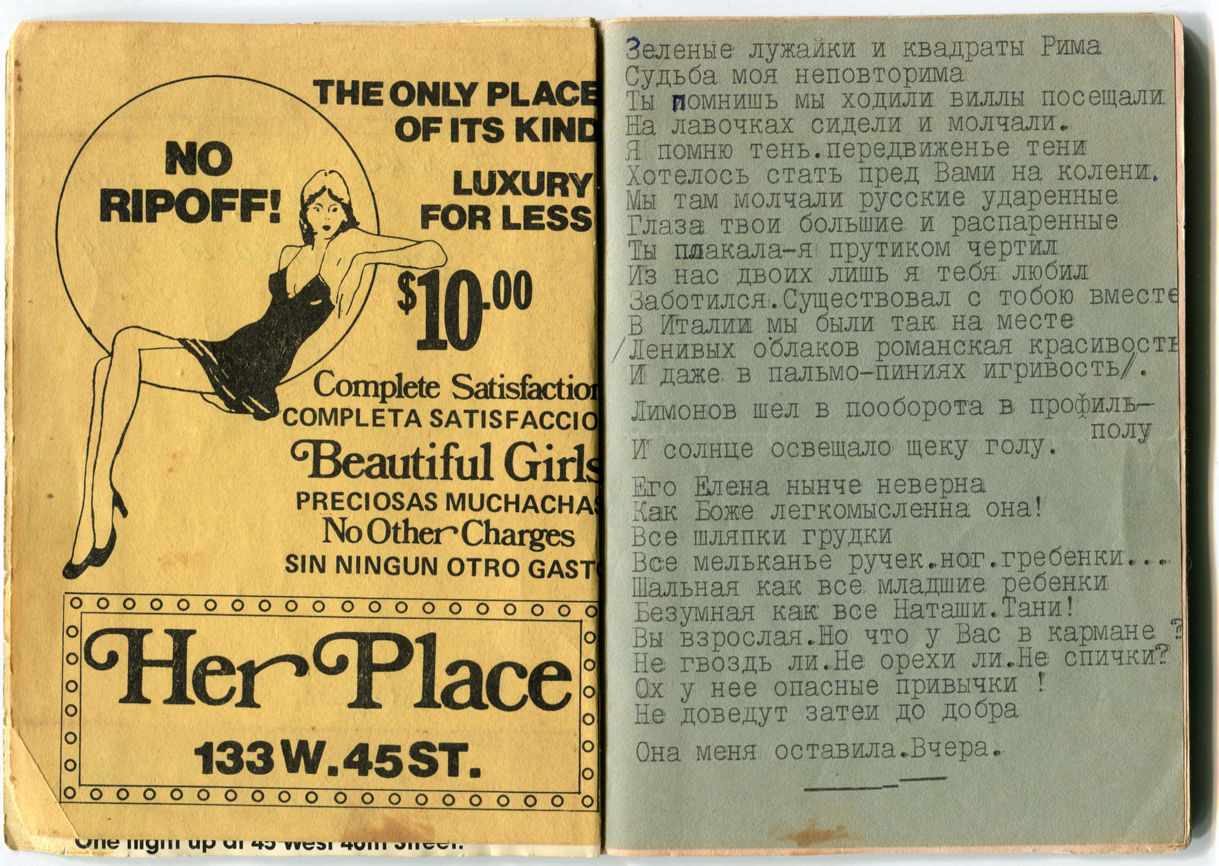 THE ONLY PLACE
OF ITS KIND
NO
RIPOFF!
LUXURY
FOR LESS
$10.00
Complete Satisfaction
COMPLETA SATISFACCIO
Beautiful Girls
PRECIOSAS MUCHACHAS
No Other Charges
SIN NINGUN OTRO GASTO
Her Place
133 W. 45 ST.
One flight up at 45 West 46th Street.
Зеленые лужайки и квадраты Рима
Судьба моя неповторима
Ты помнишь мы ходили виллы посещали
На лавочках сидели и молчали.
Я помню тень.передвиженье тени
Хотелось стать пред Вами на колени.
Мы там молчали русские ударенные
Глаза твои большие и распаренные
Ты плакала-я прутиком чертил
Из нас двоих лишь я тебя любил
Заботился.Существовал с тобою вместе
В Италии мы были так на месте
/Ленивых облаков романская красивость
И даже в пальмо-пиниях игривость/.
Лимонов шел в пооборота в профиль—
полу
И солнце освещало щеку голу.
Его Елена нынче неверна
Как Боже легкомысленна она!
Все шляпки грудки
Все мельканье ручек.ног.гребенки...
Шальная как все младшие ребенки
Безумная как все Наташи.Тани!
Вы взрослая.Но что у Вас в кармане ?
Не гвоздь ли.Не орехи ли.Не спички?
Ох у нее опасные привычки !
Не доведут затеи до добра
Она меня оставила.Вчера.